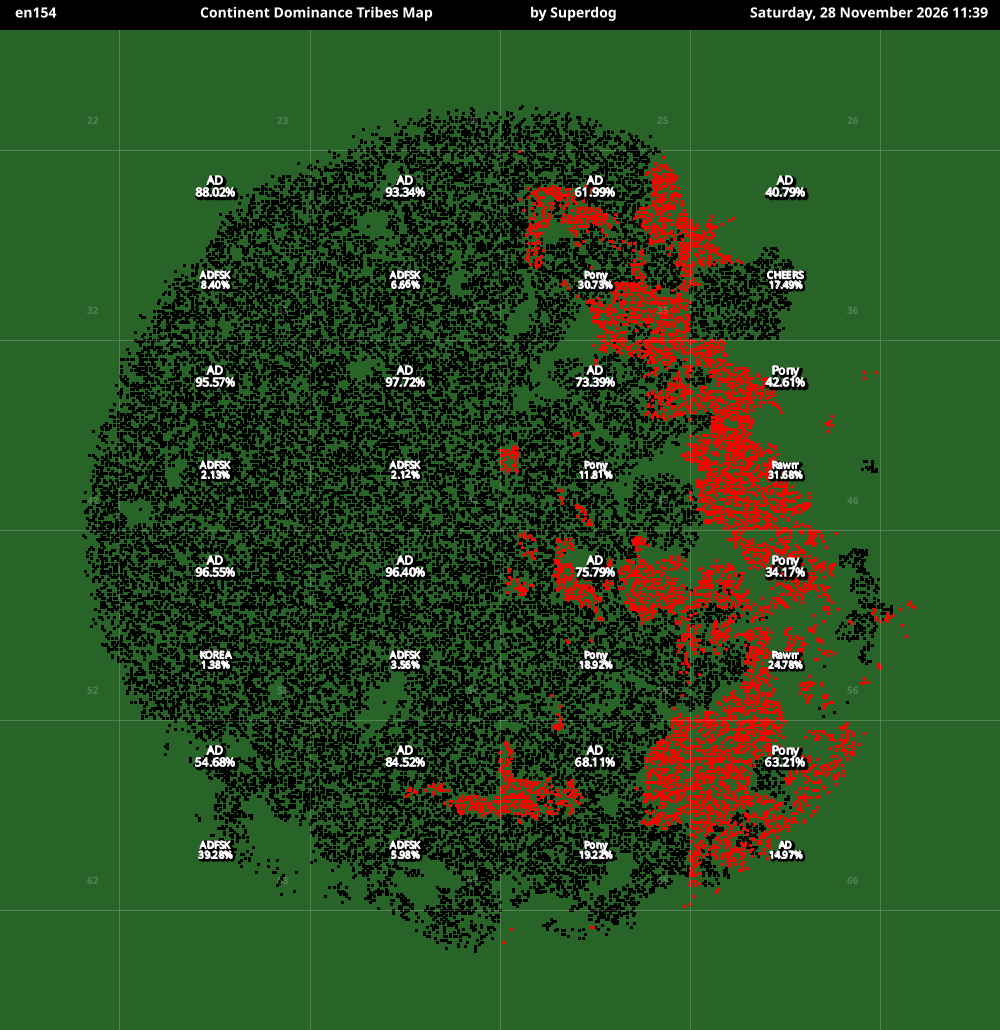 en154 Continent Dominance Tribes Map by Superdog Saturday, 28 November 2026 11:39
22 23 25 26
AD AD AD AD
88.02% 93.34% 61.99% 40.79%
ADFSK ADFSK Pony CHEERS
8.40% 6.66% 30.73% 17.49%
32 35 36
AD AD AD Pony
95.57% 97.72% 73.39% 42.61%
ADFSK ADFSK Pony Rawrr
2.13% 2.12% 11.81% 31.68%
46
AD AD AD Pony
96.55% 96.40% 75.79% 34.17%
KOREA ADFSK Pony Rawrr
1.38% 3.56% 18.92% 24.78%
52 56
AD AD AD Pony
54.68% 84.52% 68.11% 63.21%
ADFSK ADFSK Pony AD
39.28% 5.98% 19.22% 14.97%
62 66